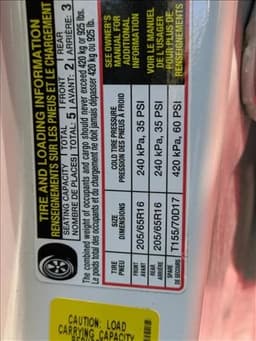 TIRE AND LOADING INFORMATION
RENSEIGNEMENTS SUR LES PNEUS ET LE CHARGEMENT
SEATING CAPACITY TOTAL FRONT REAR
NOMBRE DE PLACES TOTAL 5 AVANT: 2 ARRIÈRE: 3
The combined weight of occupants and cargo should never exceed 420 kg or 925 lbs.
Le poids total des occupants et du chargement ne doit jamais dépasser 420 kg ou 925 lb.
TIRE PNEU
SIZE DIMENSIONS
COLD TIRE PRESSURE
PRESSION DES PNEUS À FROID
FRONT AVANT 205/65R16 240 kPa, 35 PSI
REAR ARRIÈRE 205/65R16 240 kPa, 35 PSI
SPARE DE SECOURS T155/70D17 420 kPa, 60 PSI
SEE OWNER'S
MANUAL FOR
ADDITIONAL
INFORMATION
VOIR LE MANUEL
DE L'USAGER
POUR PLUS DE
RENSEIGNEMENTS
CAUTION: LOAD
CARRYING CAPACITY